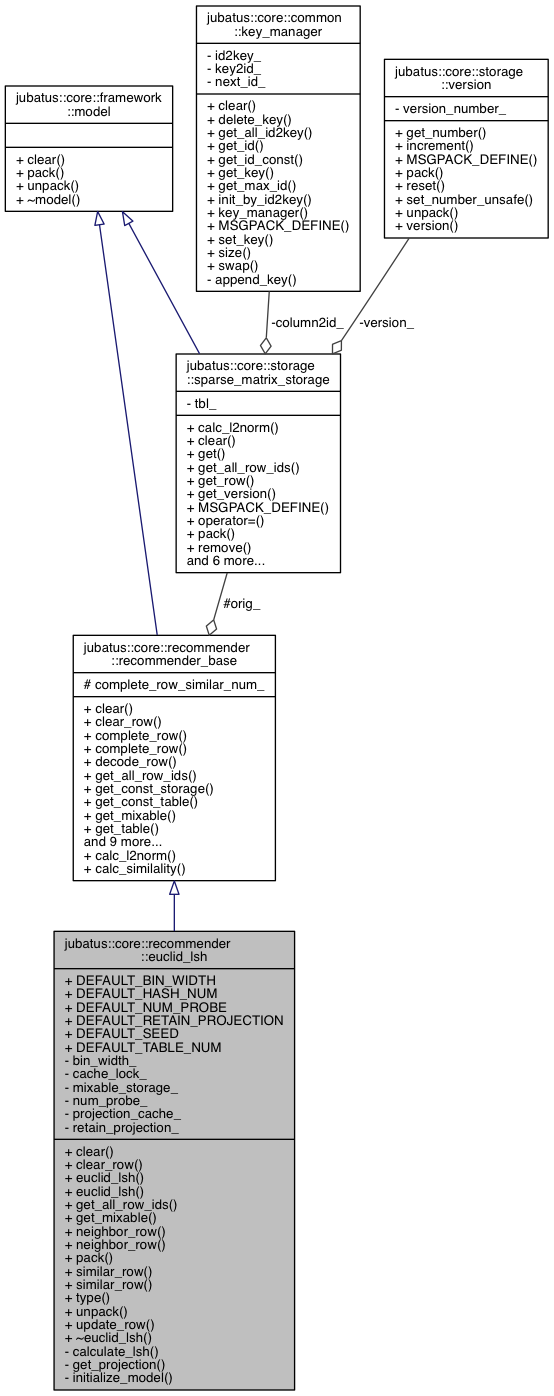 jubatus::core::common
::key_manager
- id2key_
- key2id_
- next_id_
+ clear()
+ delete_key()
+ get_all_id2key()
+ get_id()
+ get_id_const()
+ get_key()
+ get_max_id()
+ init_by_id2key()
+ key_manager()
+ MSGPACK_DEFINE()
+ set_key()
+ size()
+ swap()
- append_key()
jubatus::core::storage
::version
- version_number_
+ get_number()
+ increment()
+ MSGPACK_DEFINE()
+ pack()
+ reset()
+ set_number_unsafe()
+ unpack()
+ version()
jubatus::core::framework
::model
+ clear()
+ pack()
+ unpack()
+ ~model()
-column2id_
-version_
jubatus::core::storage
::sparse_matrix_storage
- tbl_
+ calc_l2norm()
+ clear()
+ get()
+ get_all_row_ids()
+ get_row()
+ get_version()
+ MSGPACK_DEFINE()
+ operator=()
+ pack()
+ remove()
and 6 more...
#orig_
jubatus::core::recommender
::recommender_base
# complete_row_similar_num_
+ clear()
+ clear_row()
+ complete_row()
+ complete_row()
+ decode_row()
+ get_all_row_ids()
+ get_const_storage()
+ get_const_table()
+ get_mixable()
+ get_table()
and 9 more...
+ calc_l2norm()
+ calc_similality()
jubatus::core::recommender
::euclid_lsh
+ DEFAULT_BIN_WIDTH
+ DEFAULT_HASH_NUM
+ DEFAULT_NUM_PROBE
+ DEFAULT_RETAIN_PROJECTION
+ DEFAULT_SEED
+ DEFAULT_TABLE_NUM
- bin_width_
- cache_lock_
- mixable_storage_
- num_probe_
- projection_cache_
- retain_projection_
+ clear()
+ clear_row()
+ euclid_lsh()
+ euclid_lsh()
+ get_all_row_ids()
+ get_mixable()
+ neighbor_row()
+ neighbor_row()
+ pack()
+ similar_row()
+ similar_row()
+ type()
+ unpack()
+ update_row()
+ ~euclid_lsh()
- calculate_lsh()
- get_projection()
- initialize_model()